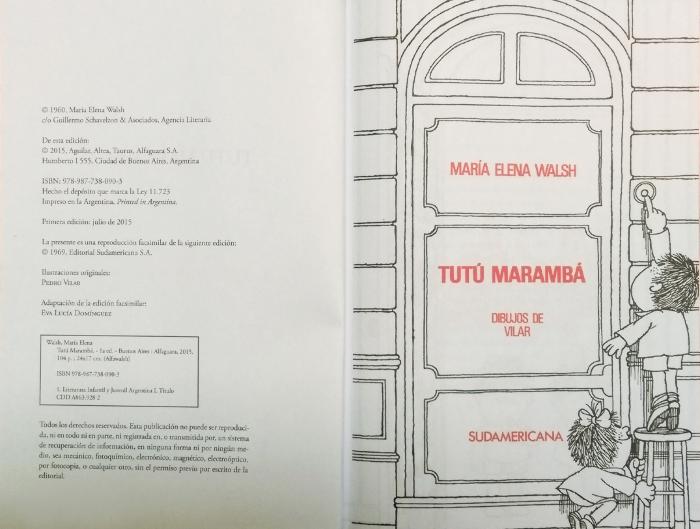 © 1960, María Elena Walsh
c/o Guillermo Schavelzon & Asociados, Agencia Literaria
De esta edición:
© 2015, Aguilar, Altea, Taurus, Alfaguara S.A.
Humberto I 555, Ciudad de Buenos Aires, Argentina
ISBN: 978-987-738-090-3
Hecho el depósito que marca la Ley 11.723
Impreso en la Argentina. Printed in Argentina.
Primera edición: julio de 2015
La presente es una reproducción facsimilar de la siguiente edición:
© 1969, Editorial Sudamericana S.A.
Ilustraciones originales:
PEDRO VILAR
Adaptación de la edición facsimilar:
EVA LUCÍA DOMÍNGUEZ
Walsh, María Elena
Tutú Marambá. - 1a ed. - Buenos Aires : Alfaguara, 2015.
104 p. ; 24x17 cm. (Alfawalsh)
ISBN 978-987-738-090-3
1. Literatura Infantil y Juvenil Argentina I. Título
CDD A863.928 2
Todos los derechos reservados. Esta publicación no puede ser reproduci-
da, ni en todo ni en parte, ni registrada en, o transmitida por, un sistema
de recuperación de información, en ninguna forma ni por ningún me-
dio, sea mecánico, fotoquímico, electrónico, magnético, electroóptico,
por fotocopia, o cualquier otro, sin el permiso previo por escrito de la
editorial.
MARÍA ELENA WALSH
TUTÚ MARAMBÁ
DIBUJOS DE
VILAR
SUDAMERICANA